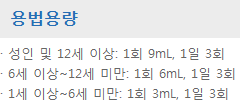 용법용량
· 성인 및 12세 이상: 1회 9mL, 1일 3회
· 6세 이상~12세 미만: 1회 6mL, 1일 3회
· 1세 이상~6세 미만: 1회 3mL, 1일 3회